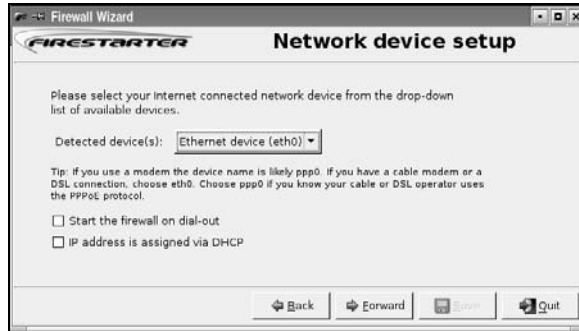 Firewall Wizard
FIRESTARTER
Network device setup
Please select your Internet connected network device from the drop-down
list of available devices.
Detected device(s): Ethernet device (eth0)
Tip: If you use a modem the device name is likely ppp0. If you have a cable modem or a
DSL connection, choose eth0. Choose ppp0 if you know your cable or DSL operator uses
the PPPoE protocol.
Start the firewall on dial-out
IP address is assigned via DHCP
Back Forward Save Quit